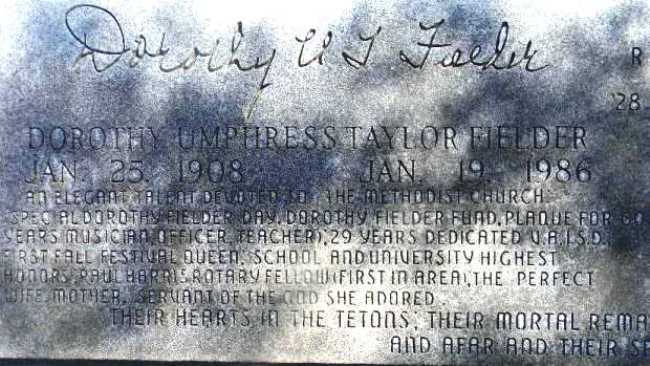 Dorothy U T Fielder
R
'28-
DOROTHY UMPHRESS TAYLOR FIELDER
JAN. 25, 1908 JAN. 19, 1986
AN ELEGANT TALENT DEVOTED TO THE METHODIST CHURCH
SPECIAL DOROTHY FIELDER DAY, DOROTHY FIELDER FUND, PLAQUE FOR 60
YEARS MUSICIAN, OFFICER, TEACHER), 29 YEARS DEDICATED V.A.I.S.D.
FIRST FALL FESTIVAL QUEEN, SCHOOL AND UNIVERSITY HIGHEST
HONORS, PAUL HARRIS ROTARY FELLOW (FIRST IN AREA), THE PERFECT
WIFE, MOTHER, SERVANT OF THE GOD SHE ADORED.
THEIR HEARTS IN THE TETONS, THEIR MORTAL REMA
AND AFAR AND THEIR SP